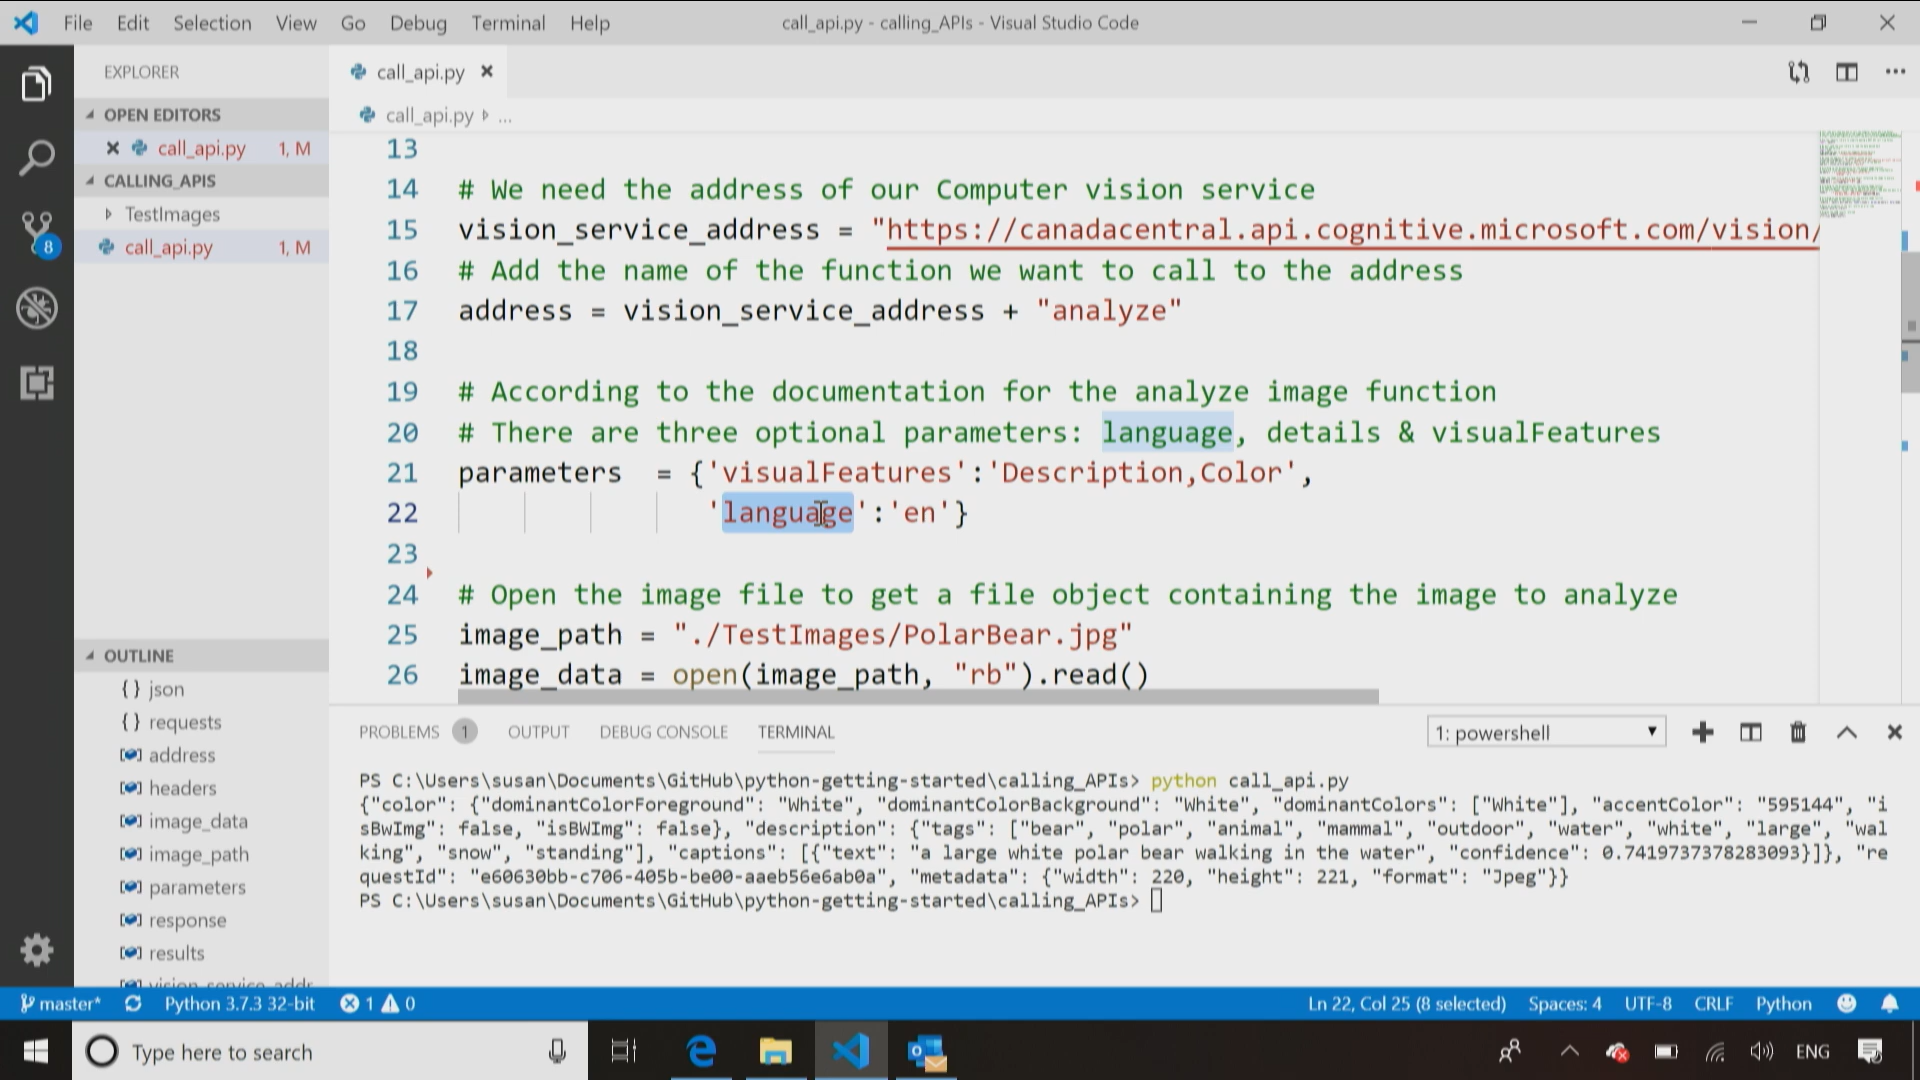 File Edit Selection View Go Debug Terminal Help
call_api.py - calling_APIs - Visual Studio Code
EXPLORER
OPEN EDITORS
call_api.py 1, M
CALLING_APIS
TestImages
call_api.py 1, M
OUTLINE
{} json
{} requests
address
headers
image_data
image_path
parameters
response
results
vision_service_addr
call_api.py
call_api.py ...
13
14 # We need the address of our Computer vision service
15 vision_service_address = "https://canadacentral.api.cognitive.microsoft.com/vision/
16 # Add the name of the function we want to call to the address
17 address = vision_service_address + "analyze"
18
19 # According to the documentation for the analyze image function
20 # There are three optional parameters: language, details & visualFeatures
21 parameters  = {'visualFeatures':'Description,Color',
22 'language':'en'}
23
24 # Open the image file to get a file object containing the image to analyze
25 image_path = "./TestImages/PolarBear.jpg"
26 image_data = open(image_path, "rb").read()
PROBLEMS 1 OUTPUT DEBUG CONSOLE TERMINAL
1: powershell
PS C:\Users\susan\Documents\GitHub\python-getting-started\calling_APIs> python call_api.py
{"color": {"dominantColorForeground": "White", "dominantColorBackground": "White", "dominantColors": ["White"], "accentColor": "595144", "i
sBwImg": false, "isBWImg": false}, "description": {"tags": ["bear", "polar", "animal", "mammal", "outdoor", "water", "white", "large", "wal
king", "snow", "standing"], "captions": [{"text": "a large white polar bear walking in the water", "confidence": 0.7419737378283093}]}, "re
questId": "e60630bb-c706-405b-be00-aaeb56e6ab0a", "metadata": {"width": 220, "height": 221, "format": "Jpeg"}}
PS C:\Users\susan\Documents\GitHub\python-getting-started\calling_APIs>
8
master* Python 3.7.3 32-bit 1 0
Ln 22, Col 25 (8 selected) Spaces: 4 UTF-8 CRLF Python
Type here to search
ENG